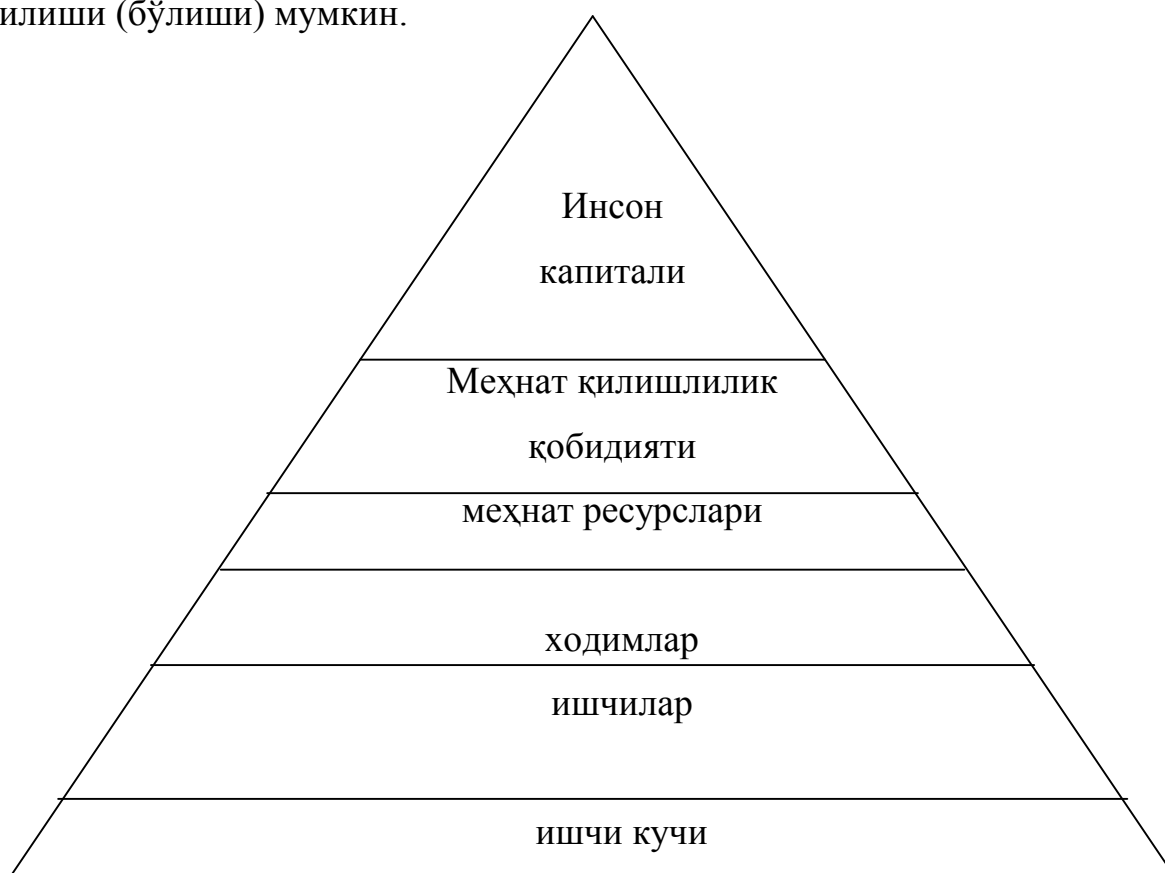 илиши (бўлиши) мумкин.
Инсон
капитали
Меҳнат қилишлилик
қобидияти
меҳнат ресурслари
ходимлар
ишчилар
ишчи кучи